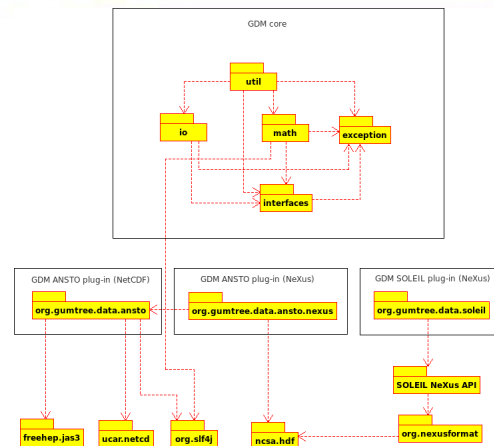 GDM core
util
io
math
exception
interfaces
GDM ANSTO plug-in (NetCDF)
GDM ANSTO plug-in (NeXus)
GDM SOLEIL plug-in (NeXus)
org.gumtree.data.ansto
org.gumtree.data.ansto.nexus
org.gumtree.data.soleil
SOLEIL NeXus API
freehep.jas3
ucar.netcd
org.slf4j
ncsa.hdf
org.nexusformat